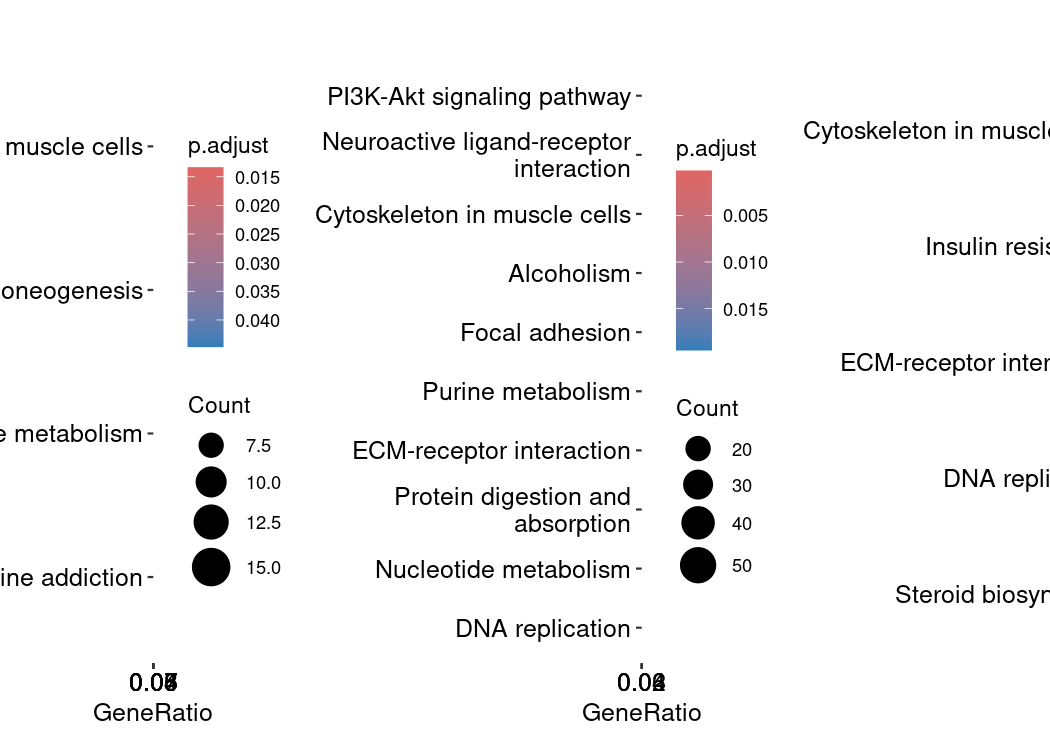 muscle cells
oneogenesis
e metabolism
ine addiction
p.adjust
0.015
0.020
0.025
0.030
0.035
0.040
Count
7.5
10.0
12.5
15.0
GeneRatio
PI3K-Akt signaling pathway
Neuroactive ligand-receptor
interaction
Cytoskeleton in muscle cells
Alcoholism
Focal adhesion
Purine metabolism
ECM-receptor interaction
Protein digestion and
absorption
Nucleotide metabolism
DNA replication
p.adjust
0.005
0.010
0.015
Count
20
30
40
50
GeneRatio
Cytoskeleton in muscle
Insulin resis
ECM-receptor inter
DNA repli
Steroid biosyn